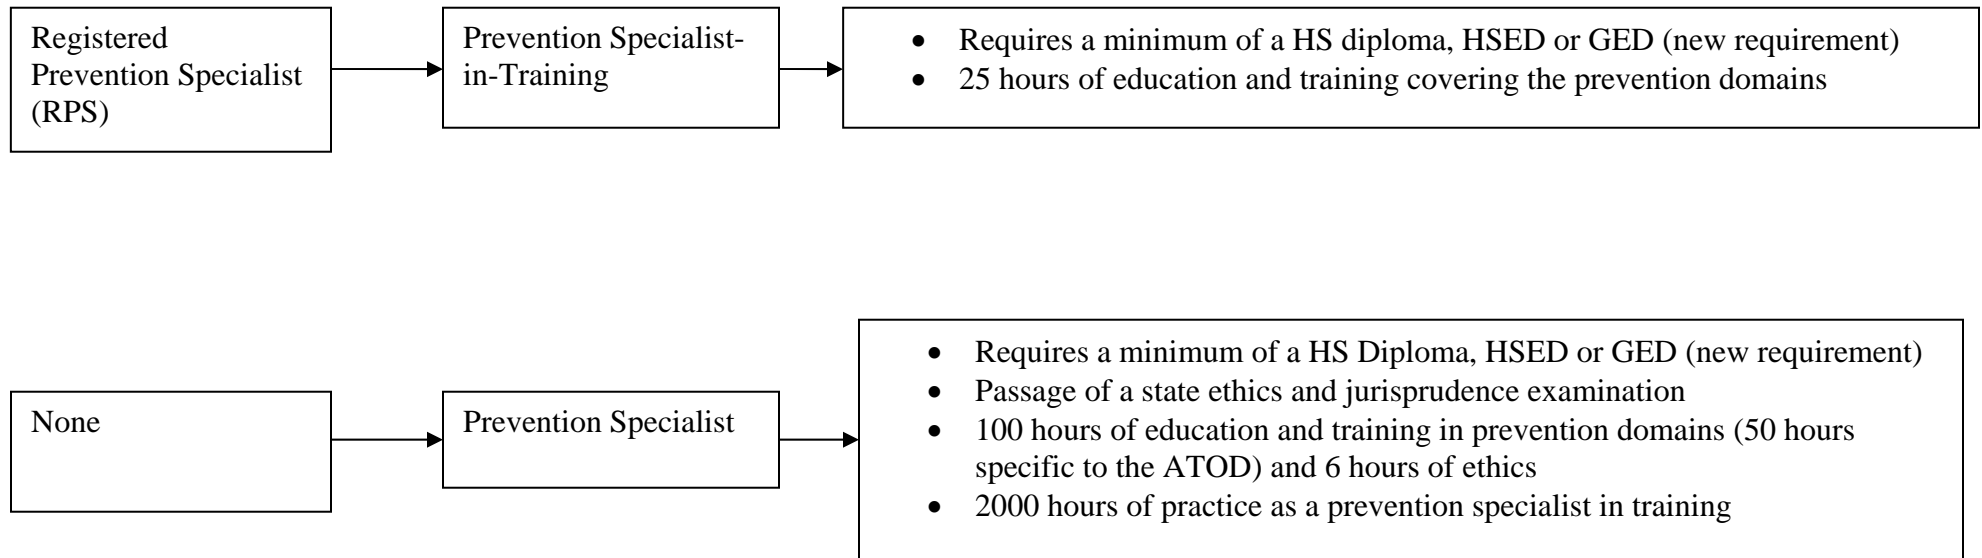 Registered
Prevention Specialist
(RPS)
Prevention Specialist-
in-Training
• Requires a minimum of a HS diploma, HSED or GED (new requirement)
• 25 hours of education and training covering the prevention domains
None
Prevention Specialist
• Requires a minimum of a HS Diploma, HSED or GED (new requirement)
• Passage of a state ethics and jurisprudence examination
• 100 hours of education and training in prevention domains (50 hours
specific to the ATOD) and 6 hours of ethics
• 2000 hours of practice as a prevention specialist in training